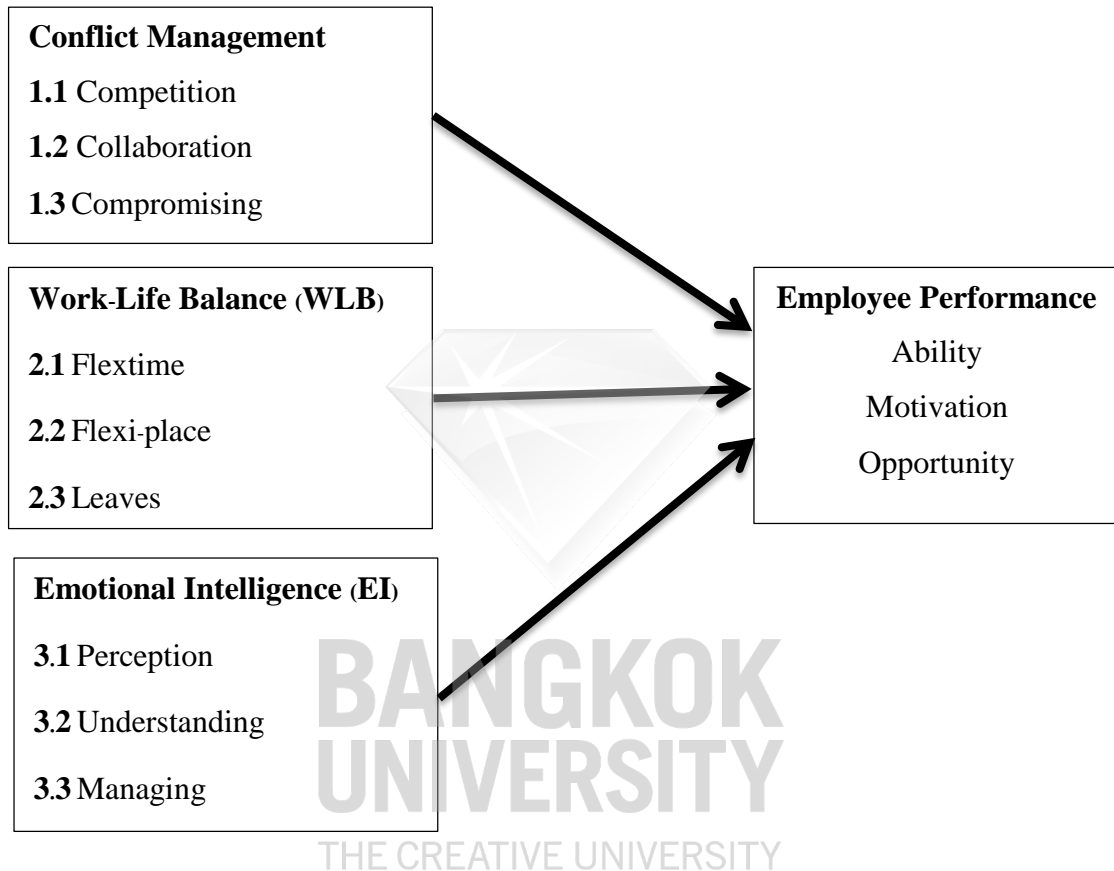 Conflict Management
1.1 Competition
1.2 Collaboration
1.3 Compromising
Work-Life Balance (WLB)
2.1 Flextime
2.2 Flexi-place
2.3 Leaves
Emotional Intelligence (EI)
3.1 Perception
3.2 Understanding
3.3 Managing
Employee Performance
Ability
Motivation
Opportunity
BANGKOK
UNIVERSITY
THE CREATIVE UNIVERSITY